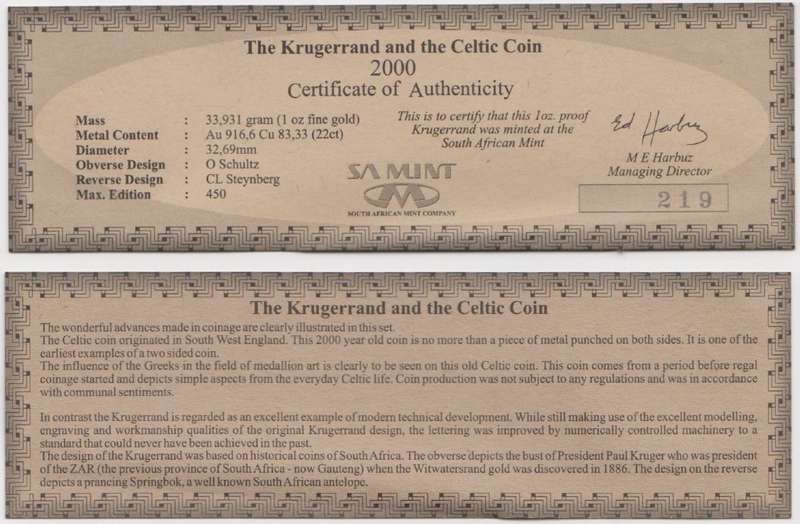 The Krugerrand and the Celtic Coin
2000
Certificate of Authenticity
Mass : 33,931 gram (1 oz fine gold)
Metal Content : Au 916,6 Cu 83,33 (22ct)
Diameter : 32,69mm
Obverse Design : O Schultz
Reverse Design : CL Steynberg
Max. Edition : 450
This is to certify that this 1oz. proof
Krugerrand was minted at the
South African Mint
SA MINT
SOUTH AFRICAN MINT COMPANY
Ed Harbuz
M E Harbuz
Managing Director
219
The Krugerrand and the Celtic Coin
The wonderful advances made in coinage are clearly illustrated in this set.
The Celtic coin originated in South West England. This 2000 year old coin is no more than a piece of metal punched on both sides. It is one of the
earliest examples of a two sided coin.
The influence of the Greeks in the field of medallion art is clearly to be seen on this old Celtic coin. This coin comes from a period before regal
coinage started and depicts simple aspects from the everyday Celtic life. Coin production was not subject to any regulations and was in accordance
with communal sentiments.
In contrast the Krugerrand is regarded as an excellent example of modern technical development. While still making use of the excellent modelling,
engraving and workmanship qualities of the original Krugerrand design, the lettering was improved by numerically controlled machinery to a
standard that could never have been achieved in the past.
The design of the Krugerrand was based on historical coins of South Africa. The obverse depicts the bust of President Paul Kruger who was president
of the ZAR (the previous province of South Africa - now Gauteng) when the Witwatersrand gold was discovered in 1886. The design on the reverse
depicts a prancing Springbok, a well known South African antelope.